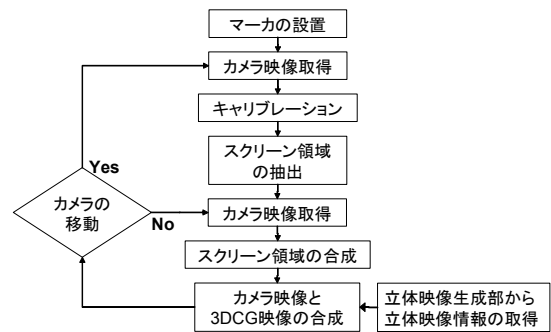 マーカの設置
カメラ映像取得
キャリブレーション
スクリーン領域
の抽出
Yes
カメラの
移動
No
カメラ映像取得
スクリーン領域の合成
カメラ映像と
3DCG映像の合成
立体映像生成部から
立体映像情報の取得